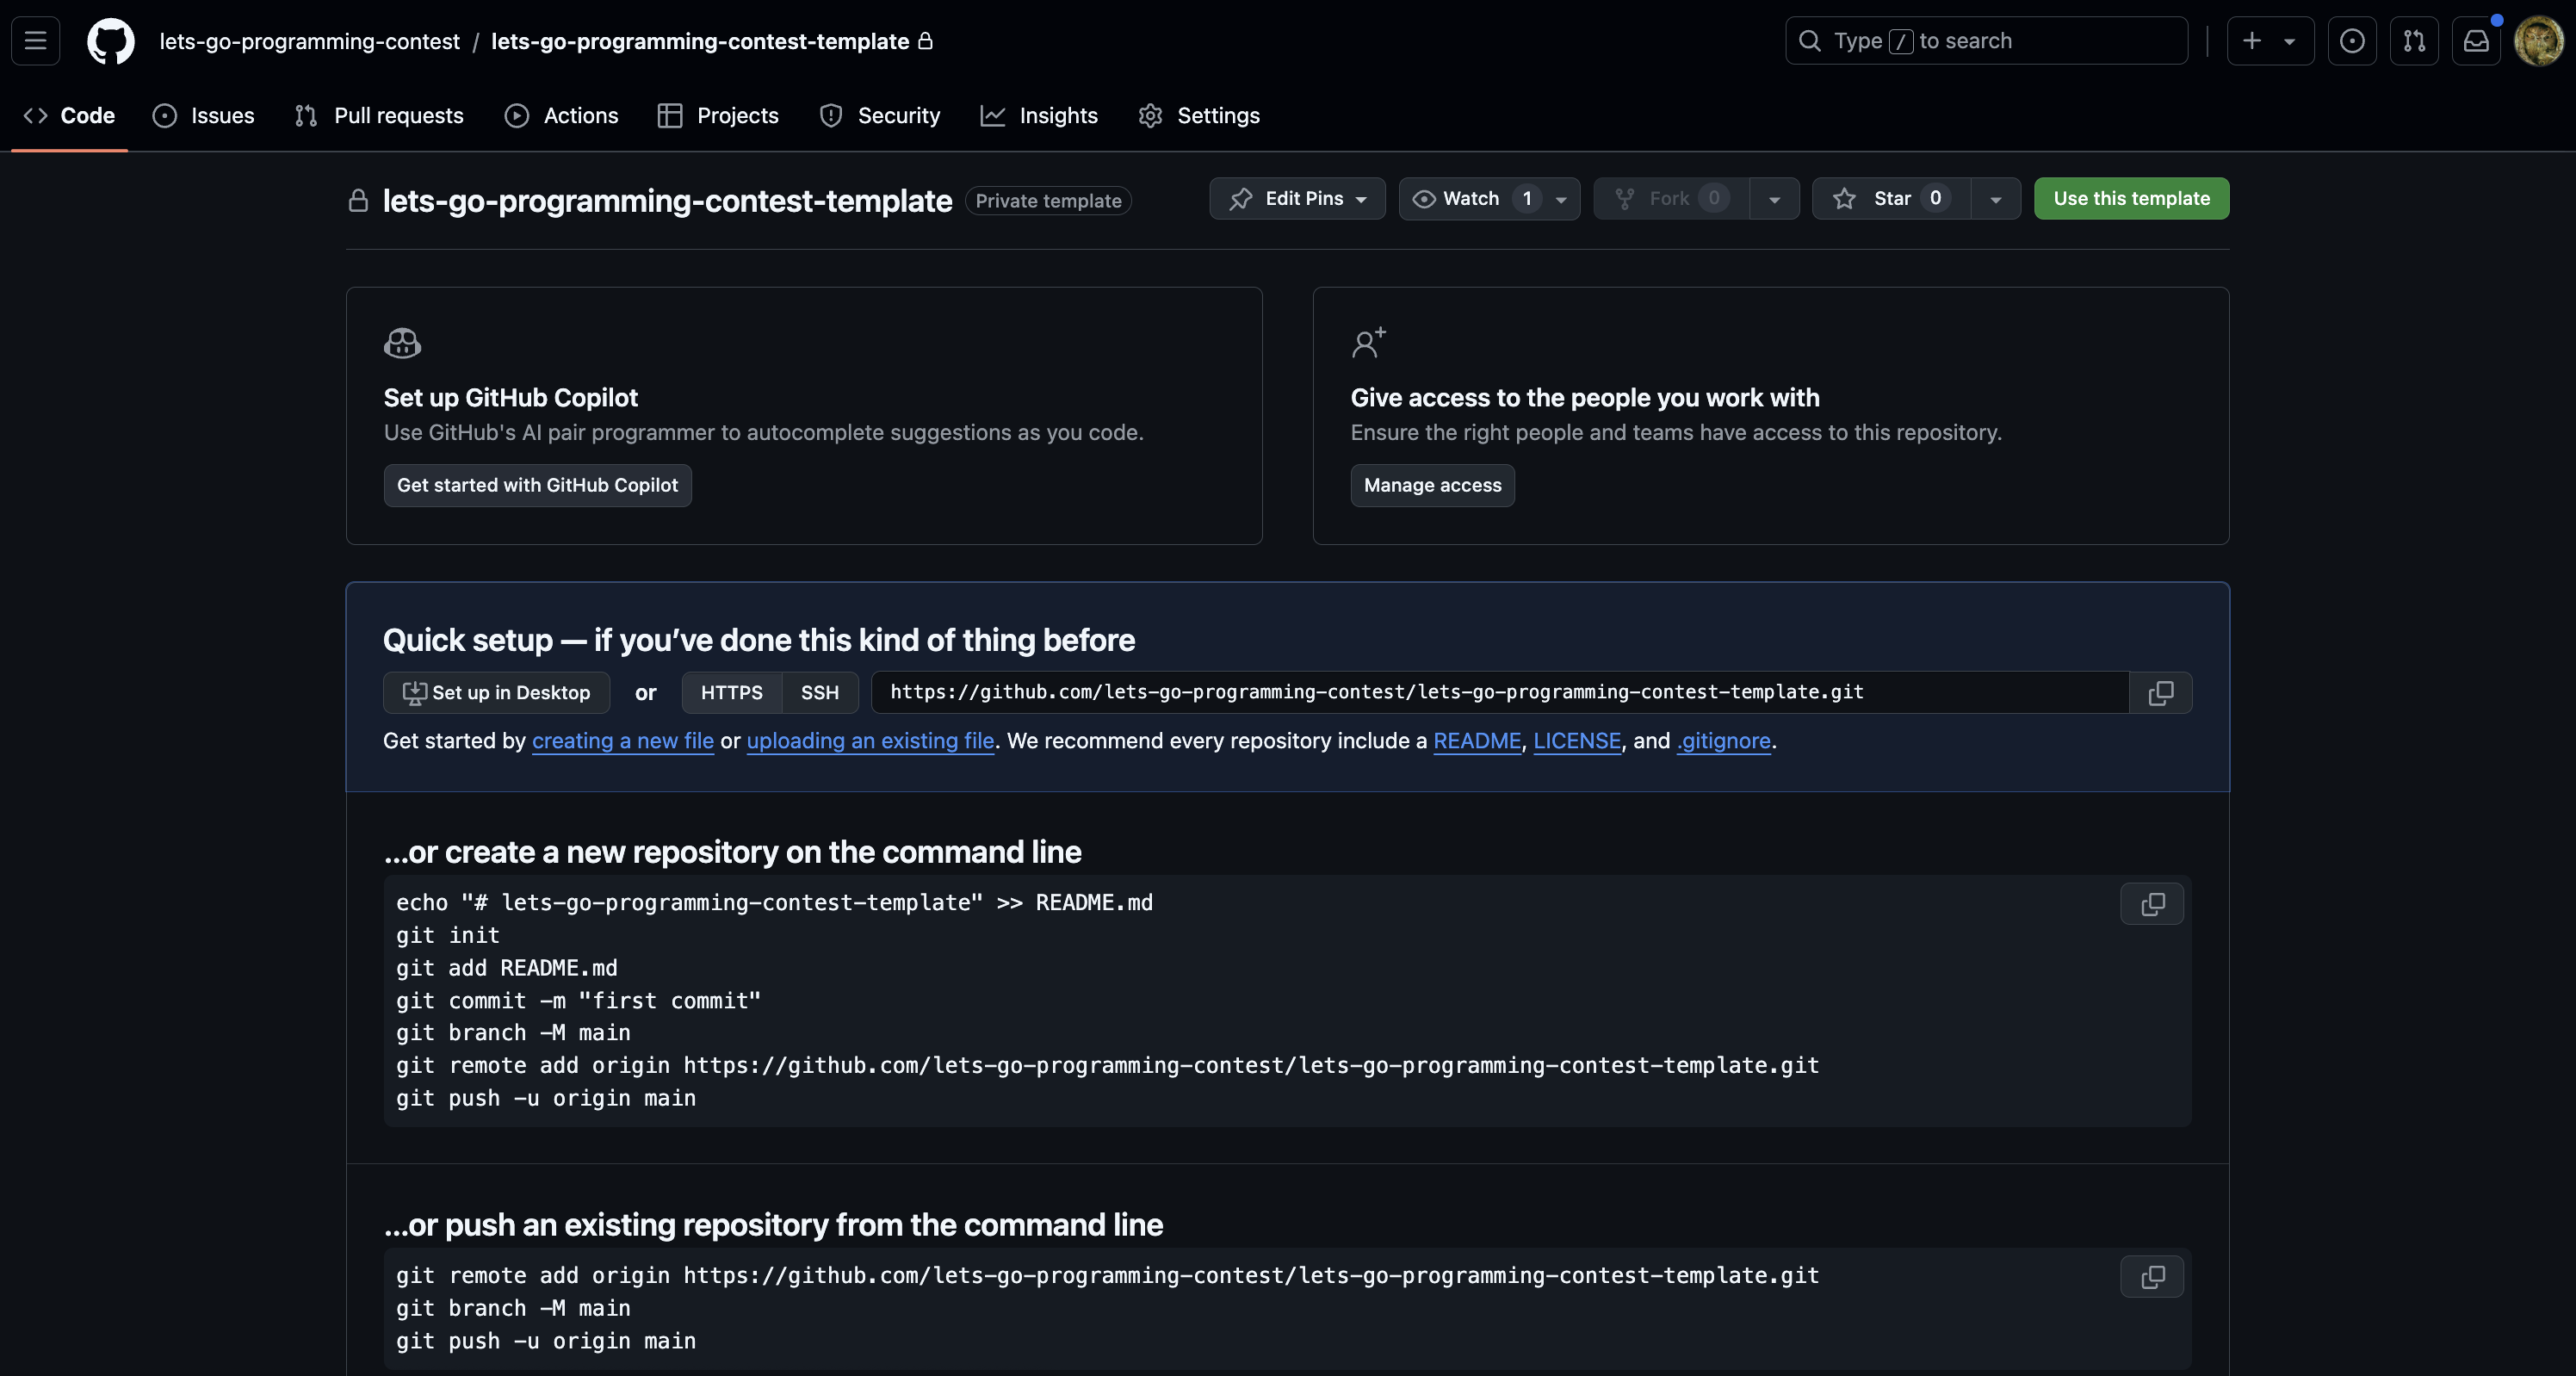 lets-go-programming-contest / lets-go-programming-contest-template
Type / to search
Code Issues Pull requests Actions Projects Security Insights Settings
lets-go-programming-contest-template Private template Edit Pins Watch 1 Fork 0 Star 0 Use this template
Set up GitHub Copilot
Use GitHub's AI pair programmer to autocomplete suggestions as you code.
Get started with GitHub Copilot
Give access to the people you work with
Ensure the right people and teams have access to this repository.
Manage access
Quick setup — if you’ve done this kind of thing before
Set up in Desktop or HTTPS SSH https://github.com/lets-go-programming-contest/lets-go-programming-contest-template.git
Get started by creating a new file or uploading an existing file. We recommend every repository include a README, LICENSE, and .gitignore.
…or create a new repository on the command line
echo "# lets-go-programming-contest-template" >> README.md
git init
git add README.md
git commit -m "first commit"
git branch -M main
git remote add origin https://github.com/lets-go-programming-contest/lets-go-programming-contest-template.git
git push -u origin main
…or push an existing repository from the command line
git remote add origin https://github.com/lets-go-programming-contest/lets-go-programming-contest-template.git
git branch -M main
git push -u origin main